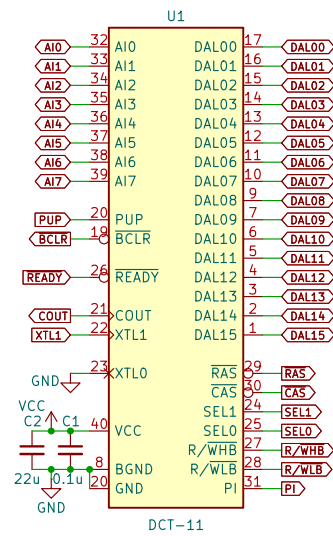 U1
AI0 32 AI0 DAL00 17 DAL00
AI1 33 AI1 DAL01 16 DAL01
AI2 34 AI2 DAL02 15 DAL02
AI3 35 AI3 DAL03 14 DAL03
AI4 36 AI4 DAL04 13 DAL04
AI5 37 AI5 DAL05 12 DAL05
AI6 38 AI6 DAL06 11 DAL06
AI7 39 AI7 DAL07 10 DAL07
DAL08 9 DAL08
PUP 20 PUP DAL09 7 DAL09
BCLR 19 BCLR DAL10 6 DAL10
DAL11 5 DAL11
READY 26 READY DAL12 4 DAL12
DAL13 3 DAL13
COUT 21 COUT DAL14 2 DAL14
XTL1 22 XTL1 DAL15 1 DAL15
GND 23 XTL0 RAS 29 RAS
CAS 30 CAS
VCC SEL1 24 SEL1
C2 C1 40 VCC SEL0 25 SEL0
R/WHB 27 R/WHB
22u 0.1u 8 BGND R/WLB 28 R/WLB
20 GND PI 31 PI
GND
DCT-11